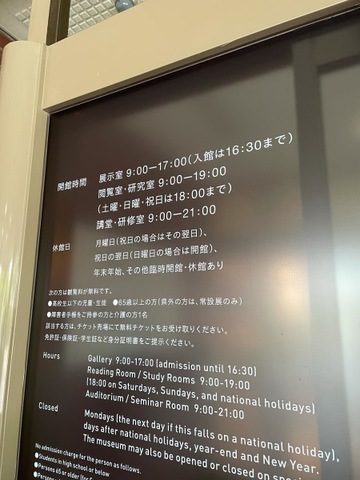 開館時間 展示室 9:00-17:00(入館は16:30まで)
閲覧室・研究室 9:00-19:00
(土曜・日曜・祝日は18:00まで)
講堂・研修室 9:00-21:00
休館日 月曜日(祝日の場合はその翌日)、
祝日の翌日(日曜日の場合は開館)、
年末年始、その他臨時開館・休館あり
次の方は観覧料が無料です。
●高校生以下の児童・生徒 ●65歳以上の方(県外の方は、常設展のみ)
●障害者手帳をご持参の方と介護の方1名
該当する方は、チケット売場にて無料チケットをお受け取りください。
免許証・保険証・学生証など身分証明書をご提示ください。
Hours Gallery 9:00-17:00 (admission until 16:30)
Reading Room / Study Rooms 9:00-19:00
(18:00 on Saturdays, Sundays, and national holidays)
Auditorium / Seminar Room 9:00-21:00
Closed Mondays (the next day if this falls on a national holiday),
days after national holidays, year-end and New Year.
The museum may also be opened or closed on
No admission charge for the person as follows.
●Students in high school or below
●Persons 65 or older